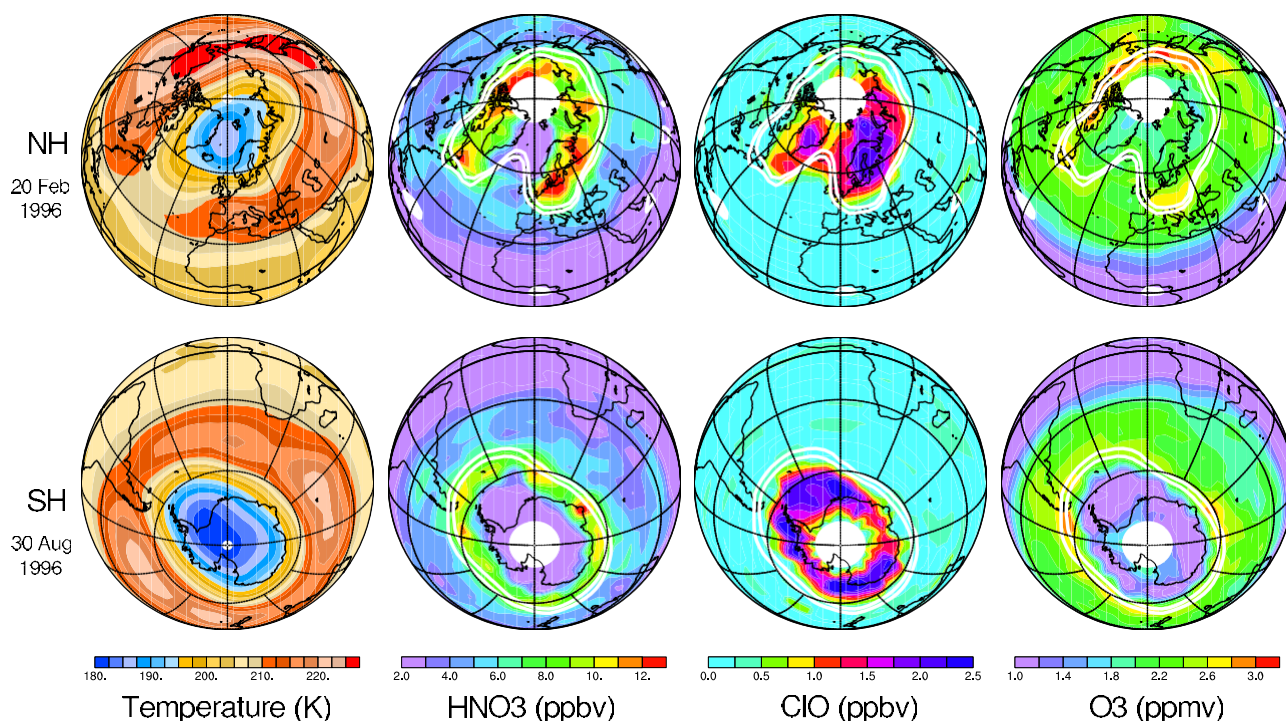 NH
20 Feb
1996
SH
30 Aug
1996
180. 190. 200. 210. 220.
2.0 4.0 6.0 8.0 10. 12.
0.0 0.5 1.0 1.5 2.0 2.5
1.0 1.4 1.8 2.2 2.6 3.0
Temperature (K) HNO3 (ppbv) ClO (ppbv) O3 (ppmv)